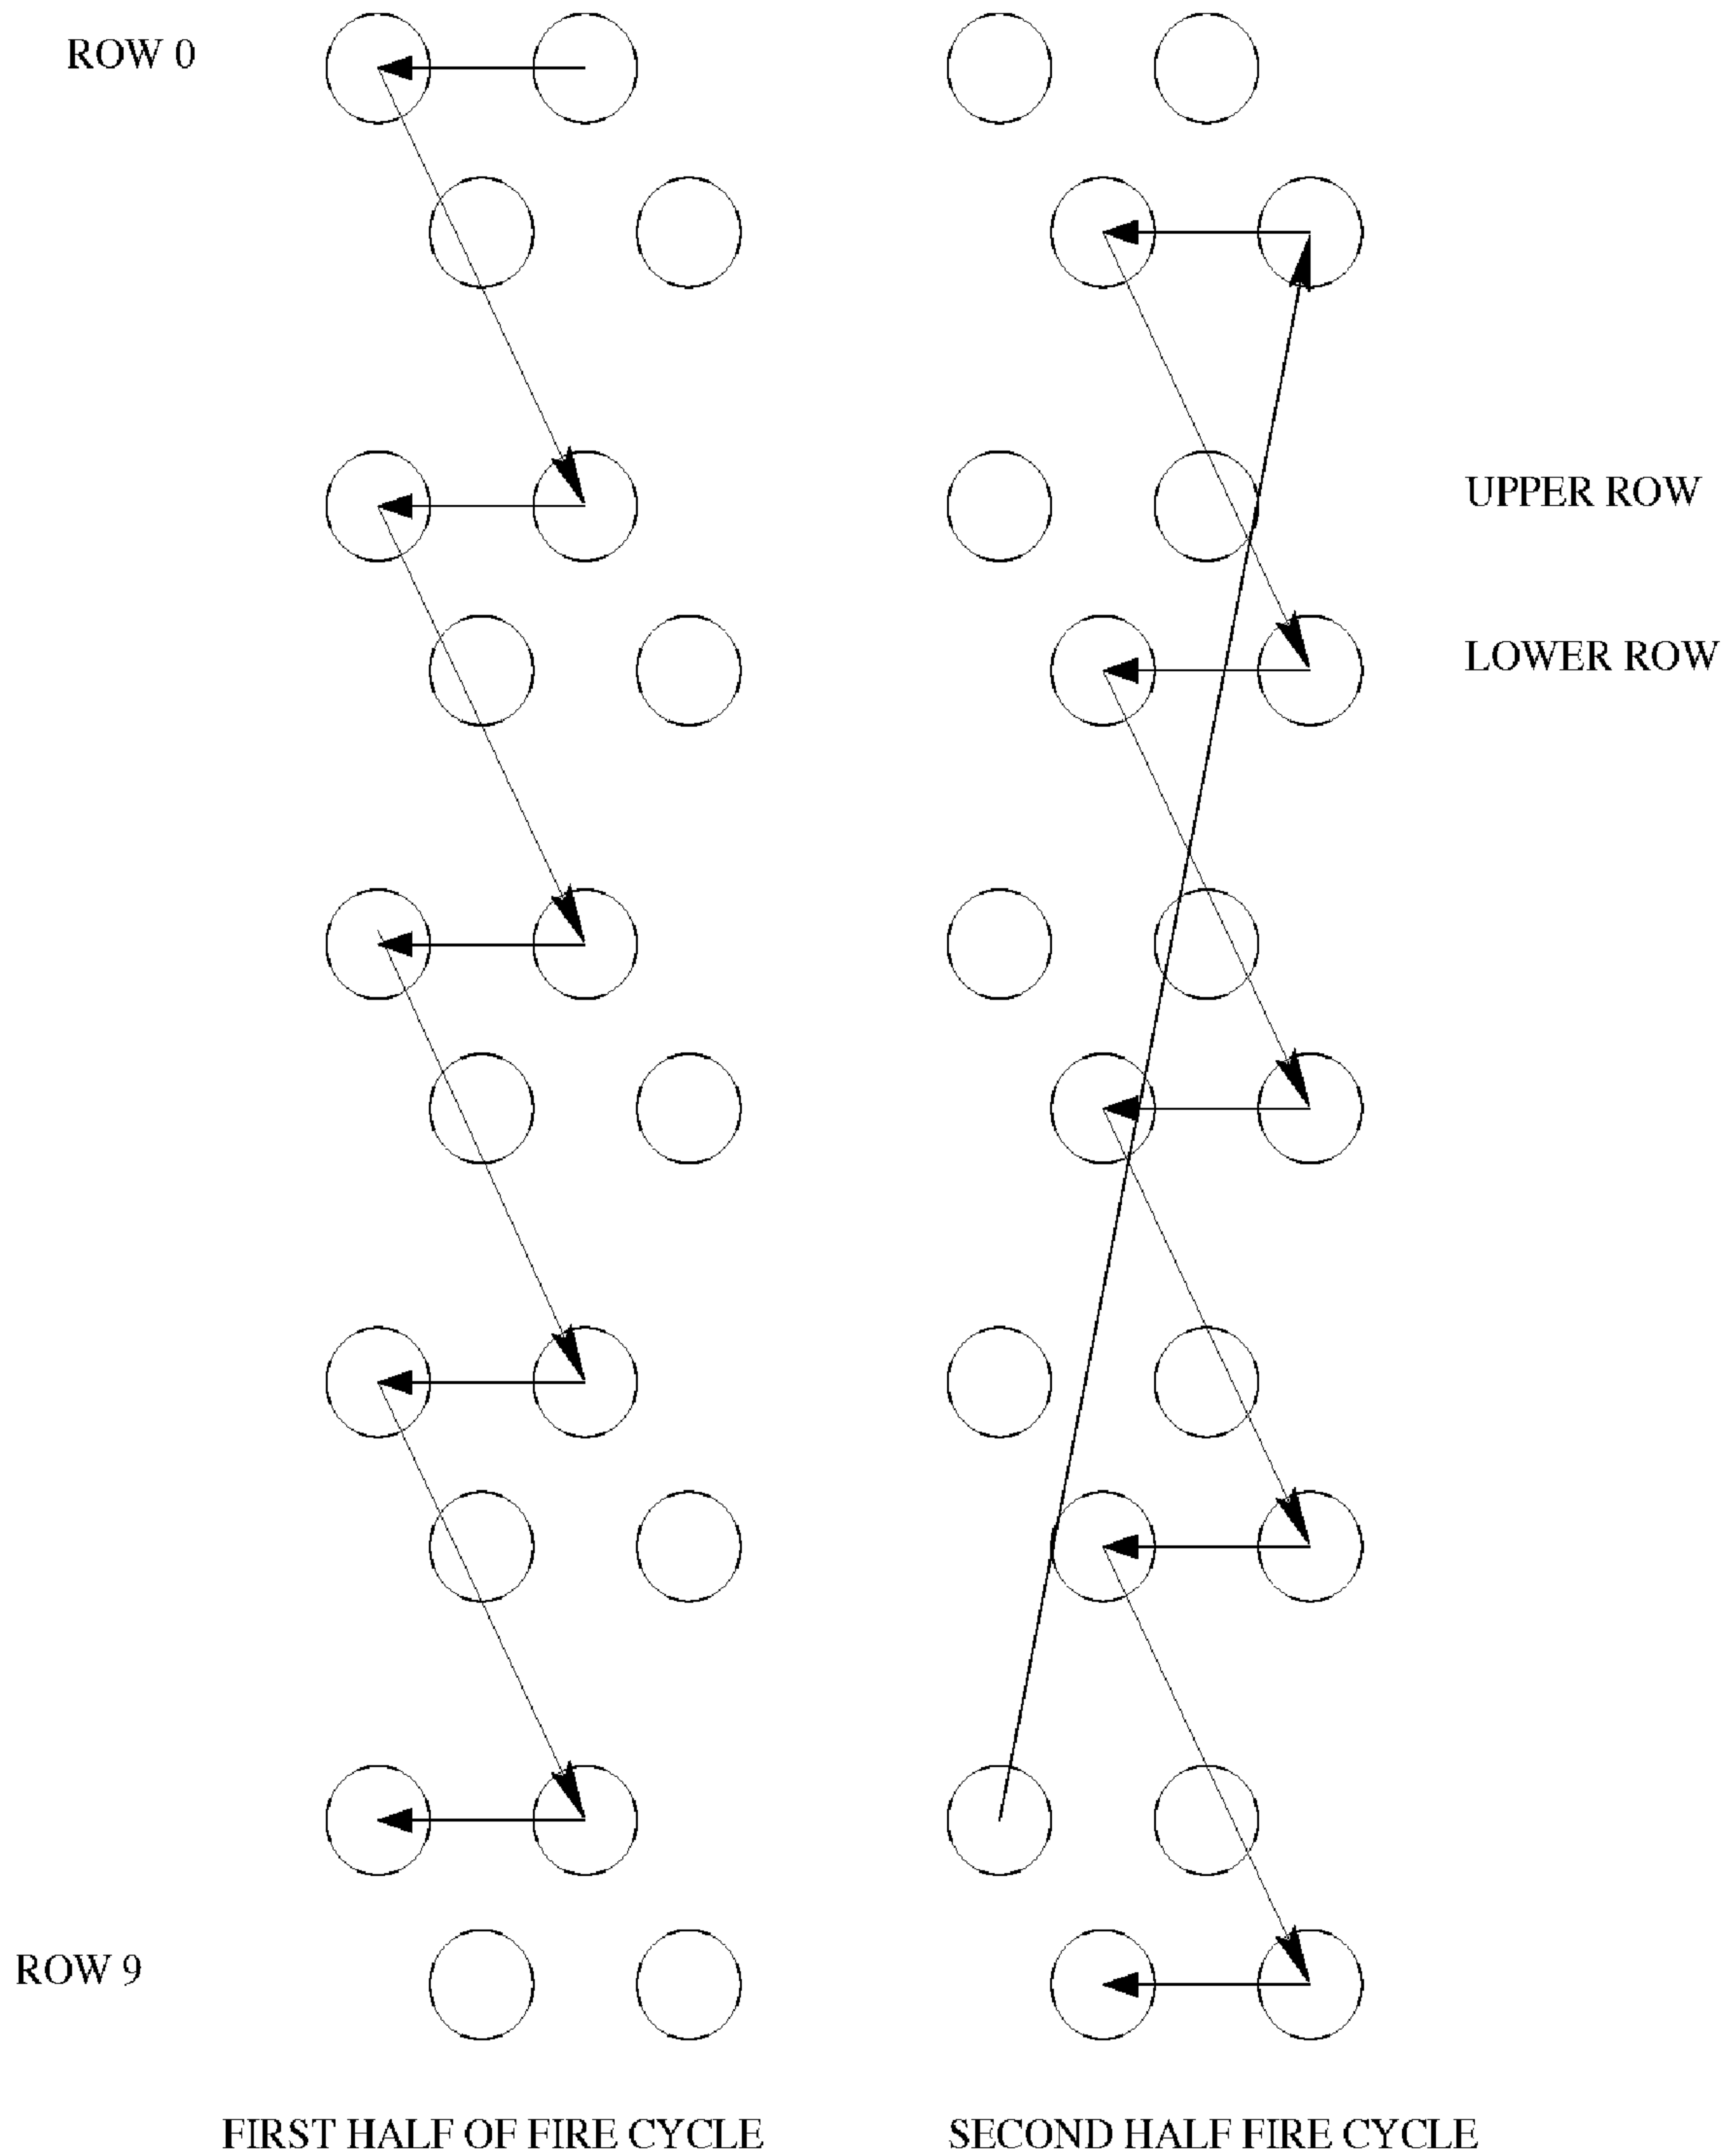 ROW 0
UPPER ROW
LOWER ROW
ROW 9
FIRST HALF OF FIRE CYCLE
SECOND HALF FIRE CYCLE